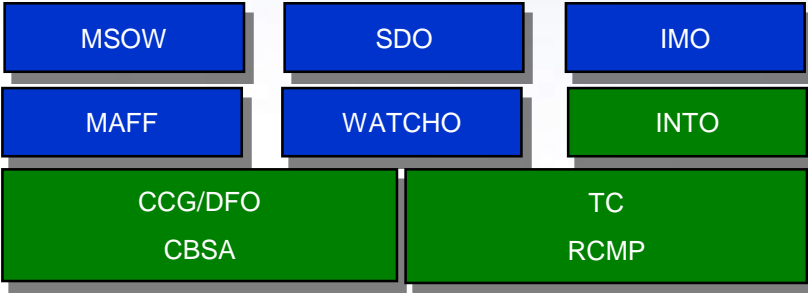 MSOW
SDO
IMO
MAFF
WATCHO
INTO
CCG/DFO
CBSA
TC
RCMP